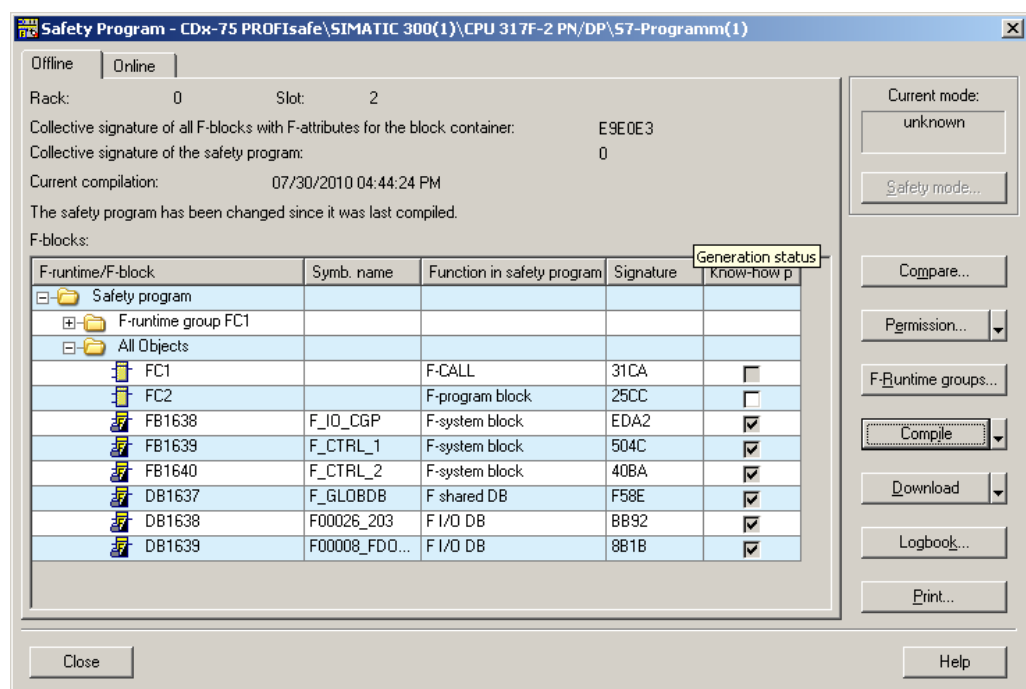 Safety Program - CDx-75 PROFIsafe\SIMATIC 300(1)\CPU 317F-2 PN/DP\S7-Programm(1)
Offline Online
Rack: 0 Slot: 2
Collective signature of all F-blocks with F-attributes for the block container: E9E0E3
Collective signature of the safety program: 0
Current compilation: 07/30/2010 04:44:24 PM
The safety program has been changed since it was last compiled.
F-blocks:
Generation status
F-runtime/F-block Symb. name Function in safety program Signature Know-how p
Safety program
F-runtime group FC1
All Objects
FC1 F-CALL 31CA
FC2 F-program block 25CC
FB1638 F_IO_CGP F-system block EDA2
FB1639 F_CTRL_1 F-system block 504C
FB1640 F_CTRL_2 F-system block 40BA
DB1637 F_GLOBDB F shared DB F58E
DB1638 F00026_203 F I/O DB BB92
DB1639 F00008_FDO... F I/O DB 8B1B
Current mode:
unknown
Safety mode...
Compare...
Permission...
F-Runtime groups...
Compile
Download
Logbook...
Print...
Close Help